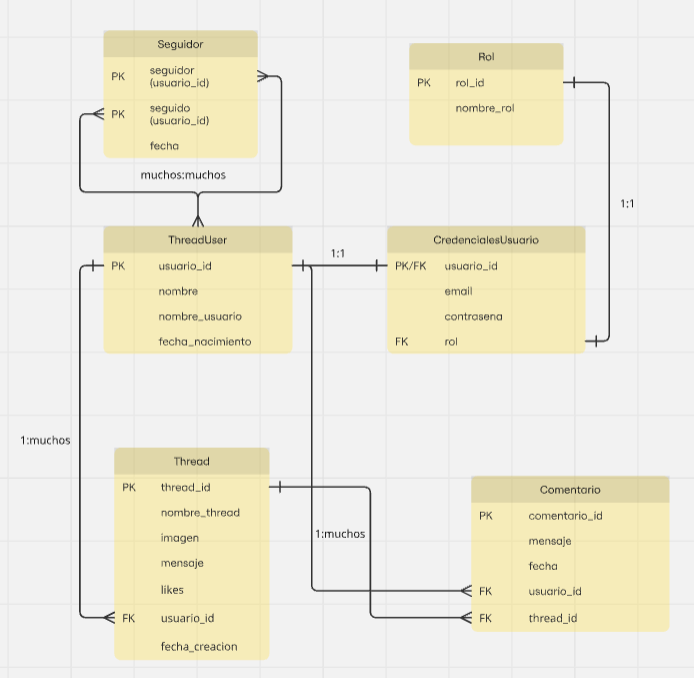 Seguidor
PK seguidor
(usuario_id)
PK seguido
(usuario_id)
fecha
muchos:muchos
Rol
PK rol_id
nombre_rol
1:1
ThreadUser
PK usuario_id
nombre
nombre_usuario
fecha_nacimiento
1:1
CredencialesUsuario
PK/FK usuario_id
email
contrasena
FK rol
1:muchos
Thread
PK thread_id
nombre_thread
imagen
mensaje
likes
FK usuario_id
fecha_creacion
1:muchos
Comentario
PK comentario_id
mensaje
fecha
FK usuario_id
FK thread_id